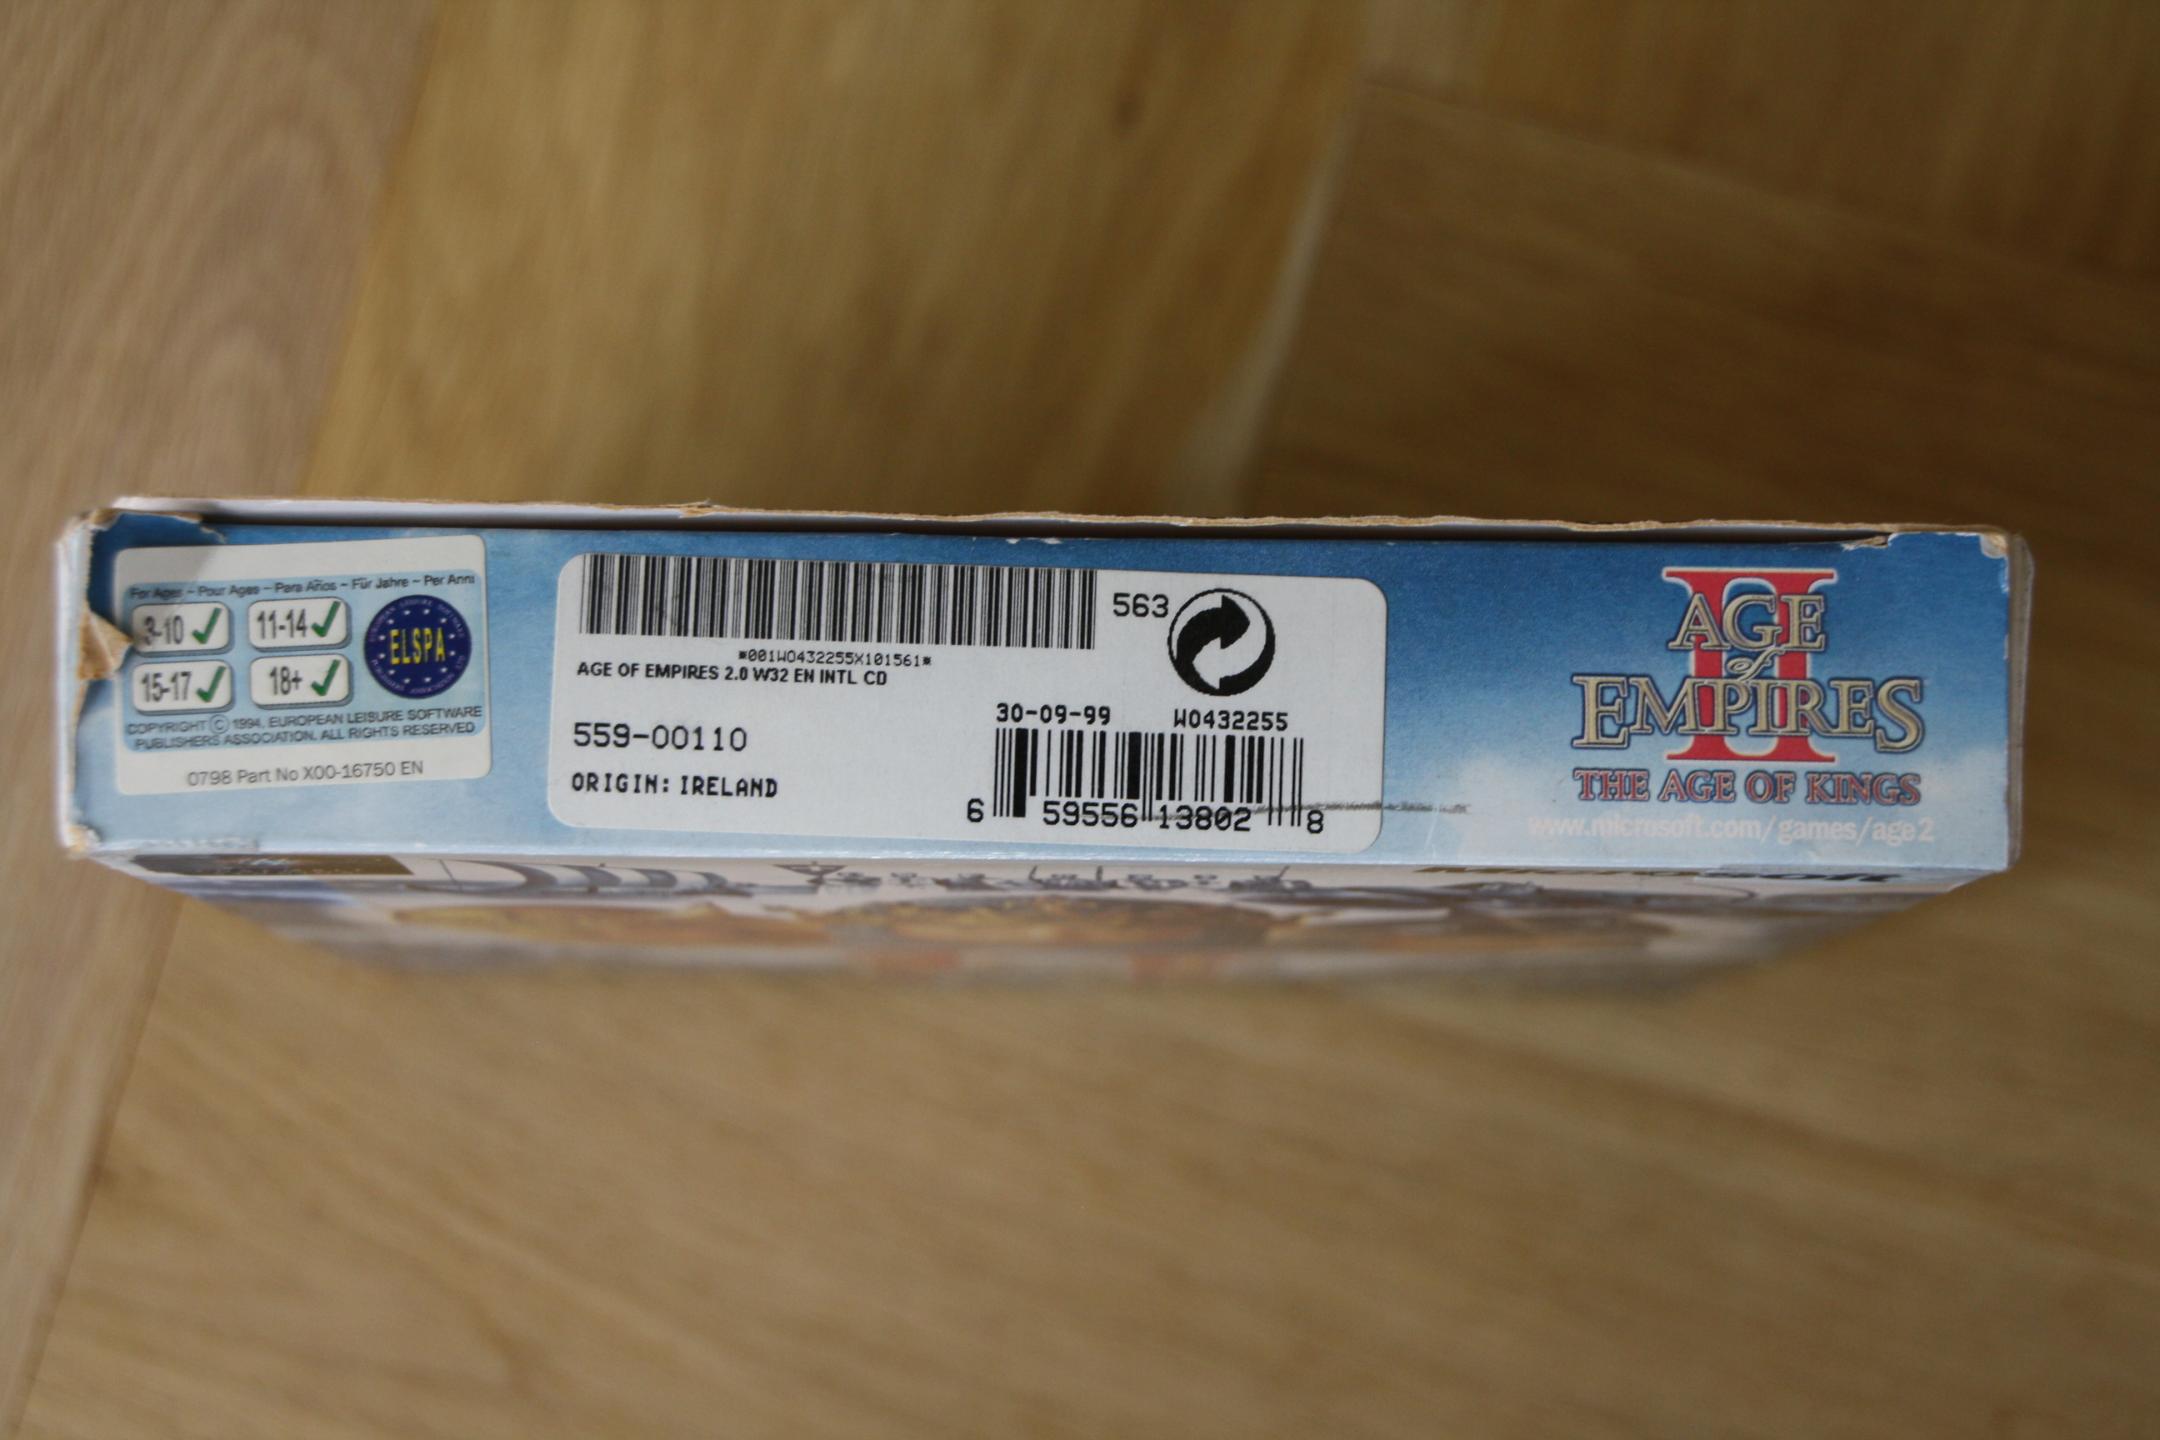 For Ages ~ Pour Ages ~ Para Años ~ Für Jahre ~ Per Anni
3-10 11-14
15-17 18+
ELSPA
COPYRIGHT © 1994. EUROPEAN LEISURE SOFTWARE
PUBLISHERS ASSOCIATION. ALL RIGHTS RESERVED
0798 Part No X00-16750 EN
563
*001W0432255X101561*
AGE OF EMPIRES 2.0 W32 EN INTL CD
30-09-99 W0432255
559-00110
ORIGIN: IRELAND
6 59556 13802 8
II
AGE
of
EMPIRES
THE AGE OF KINGS
www.microsoft.com/games/age2
Microsoft